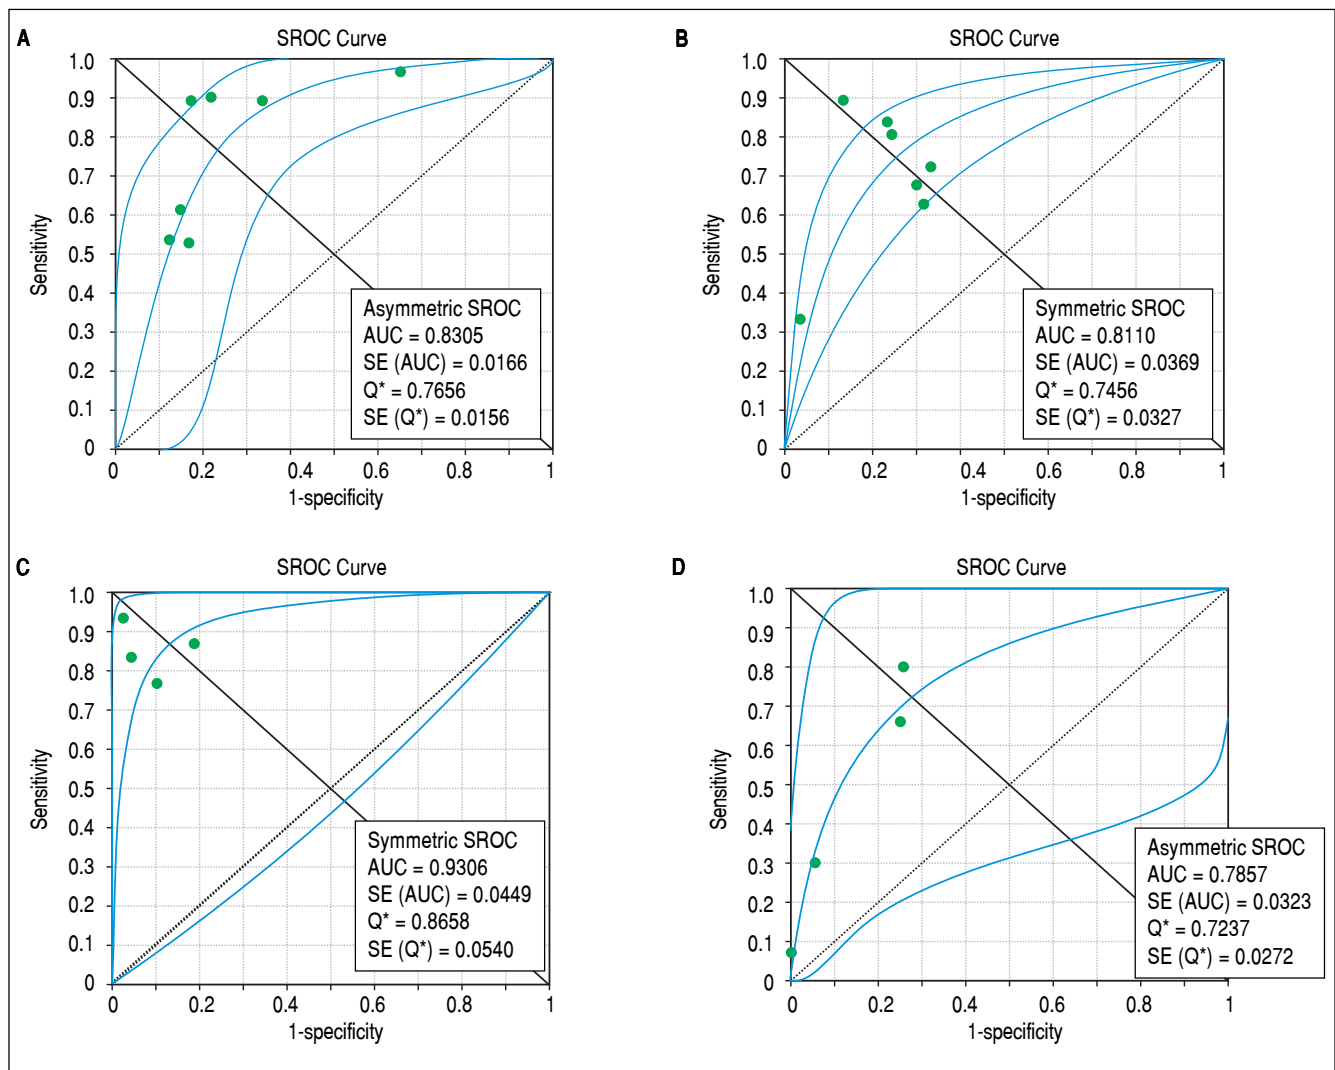 A
SROC Curve
1.0
0.9
0.8
0.7
0.6
0.5
0.4
0.3
0.2
0.1
0
Sensitivity
Asymmetric SROC
AUC = 0.8305
SE (AUC) = 0.0166
Q* = 0.7656
SE (Q*) = 0.0156
0 0.2 0.4 0.6 0.8 1
1-specificity
B
SROC Curve
1.0
0.9
0.8
0.7
0.6
0.5
0.4
0.3
0.2
0.1
0
Sensitivity
Symmetric SROC
AUC = 0.8110
SE (AUC) = 0.0369
Q* = 0.7456
SE (Q*) = 0.0327
0 0.2 0.4 0.6 0.8 1
1-specificity
C
SROC Curve
1.0
0.9
0.8
0.7
0.6
0.5
0.4
0.3
0.2
0.1
0
Sensitivity
Symmetric SROC
AUC = 0.9306
SE (AUC) = 0.0449
Q* = 0.8658
SE (Q*) = 0.0540
0 0.2 0.4 0.6 0.8 1
1-specificity
D
SROC Curve
1.0
0.9
0.8
0.7
0.6
0.5
0.4
0.3
0.2
0.1
0
Sensitivity
Asymmetric SROC
AUC = 0.7857
SE (AUC) = 0.0323
Q* = 0.7237
SE (Q*) = 0.0272
0 0.2 0.4 0.6 0.8 1
1-specificity